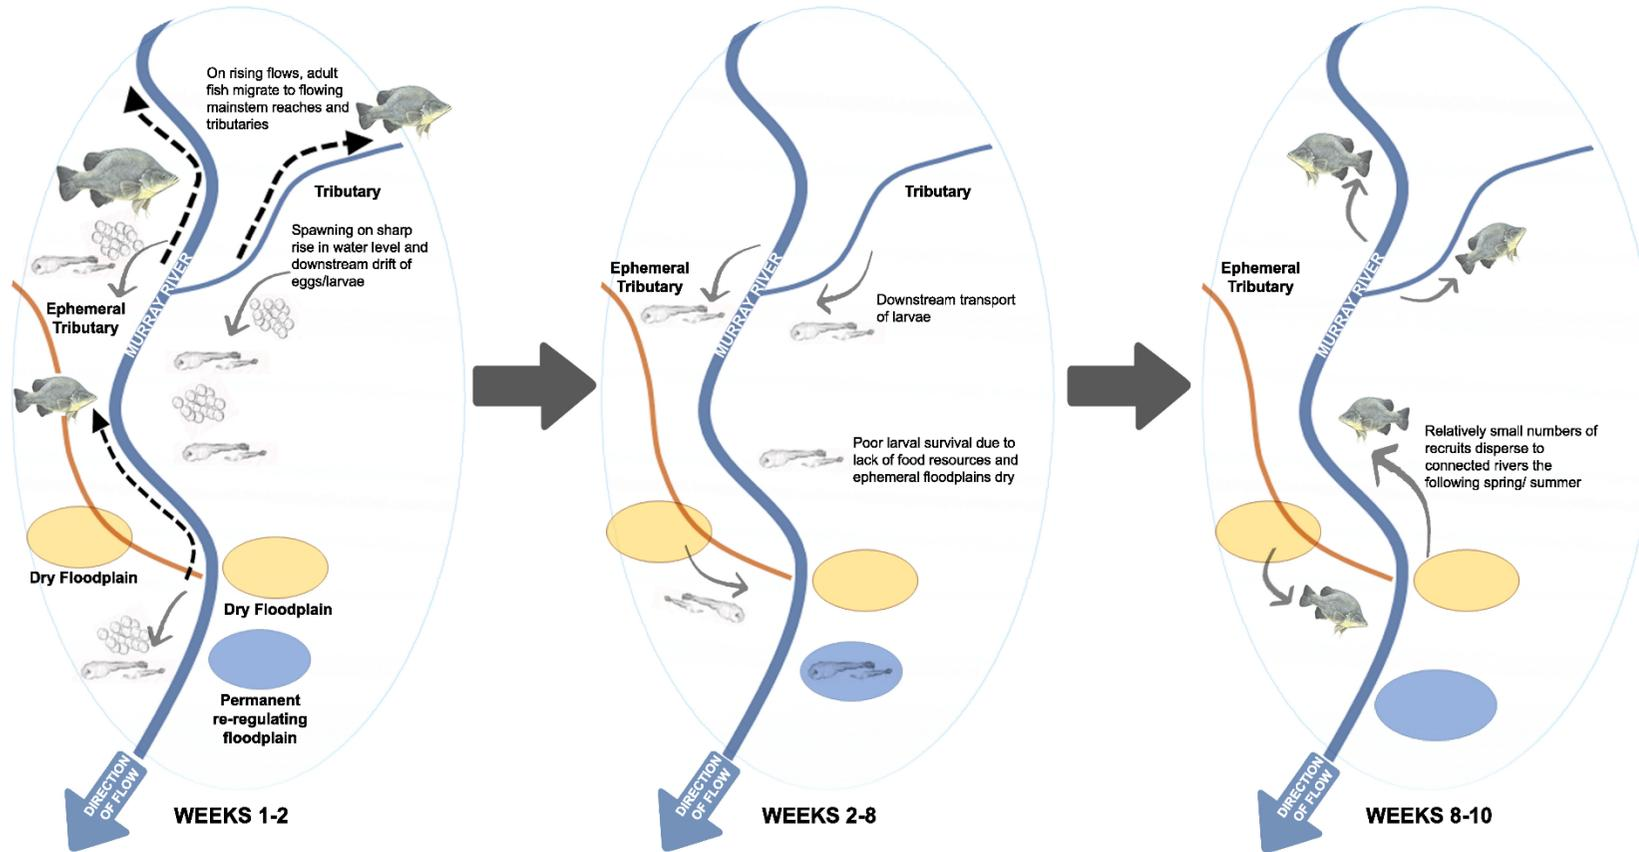 On rising flows, adult
fish migrate to flowing
mainstem reaches and
tributaries
Tributary
Spawning on sharp
rise in water level and
downstream drift of
eggs/larvae
Ephemeral
Tributary
MURRAY RIVER
Dry Floodplain
Dry Floodplain
Permanent
re-regulating
floodplain
DIRECTION
OF FLOW
WEEKS 1-2
Tributary
Ephemeral
Tributary
Downstream transport
of larvae
MURRAY RIVER
Poor larval survival due to
lack of food resources and
ephemeral floodplains dry
DIRECTION
OF FLOW
WEEKS 2-8
Ephemeral
Tributary
MURRAY RIVER
Relatively small numbers of
recruits disperse to
connected rivers the
following spring/ summer
DIRECTION
OF FLOW
WEEKS 8-10